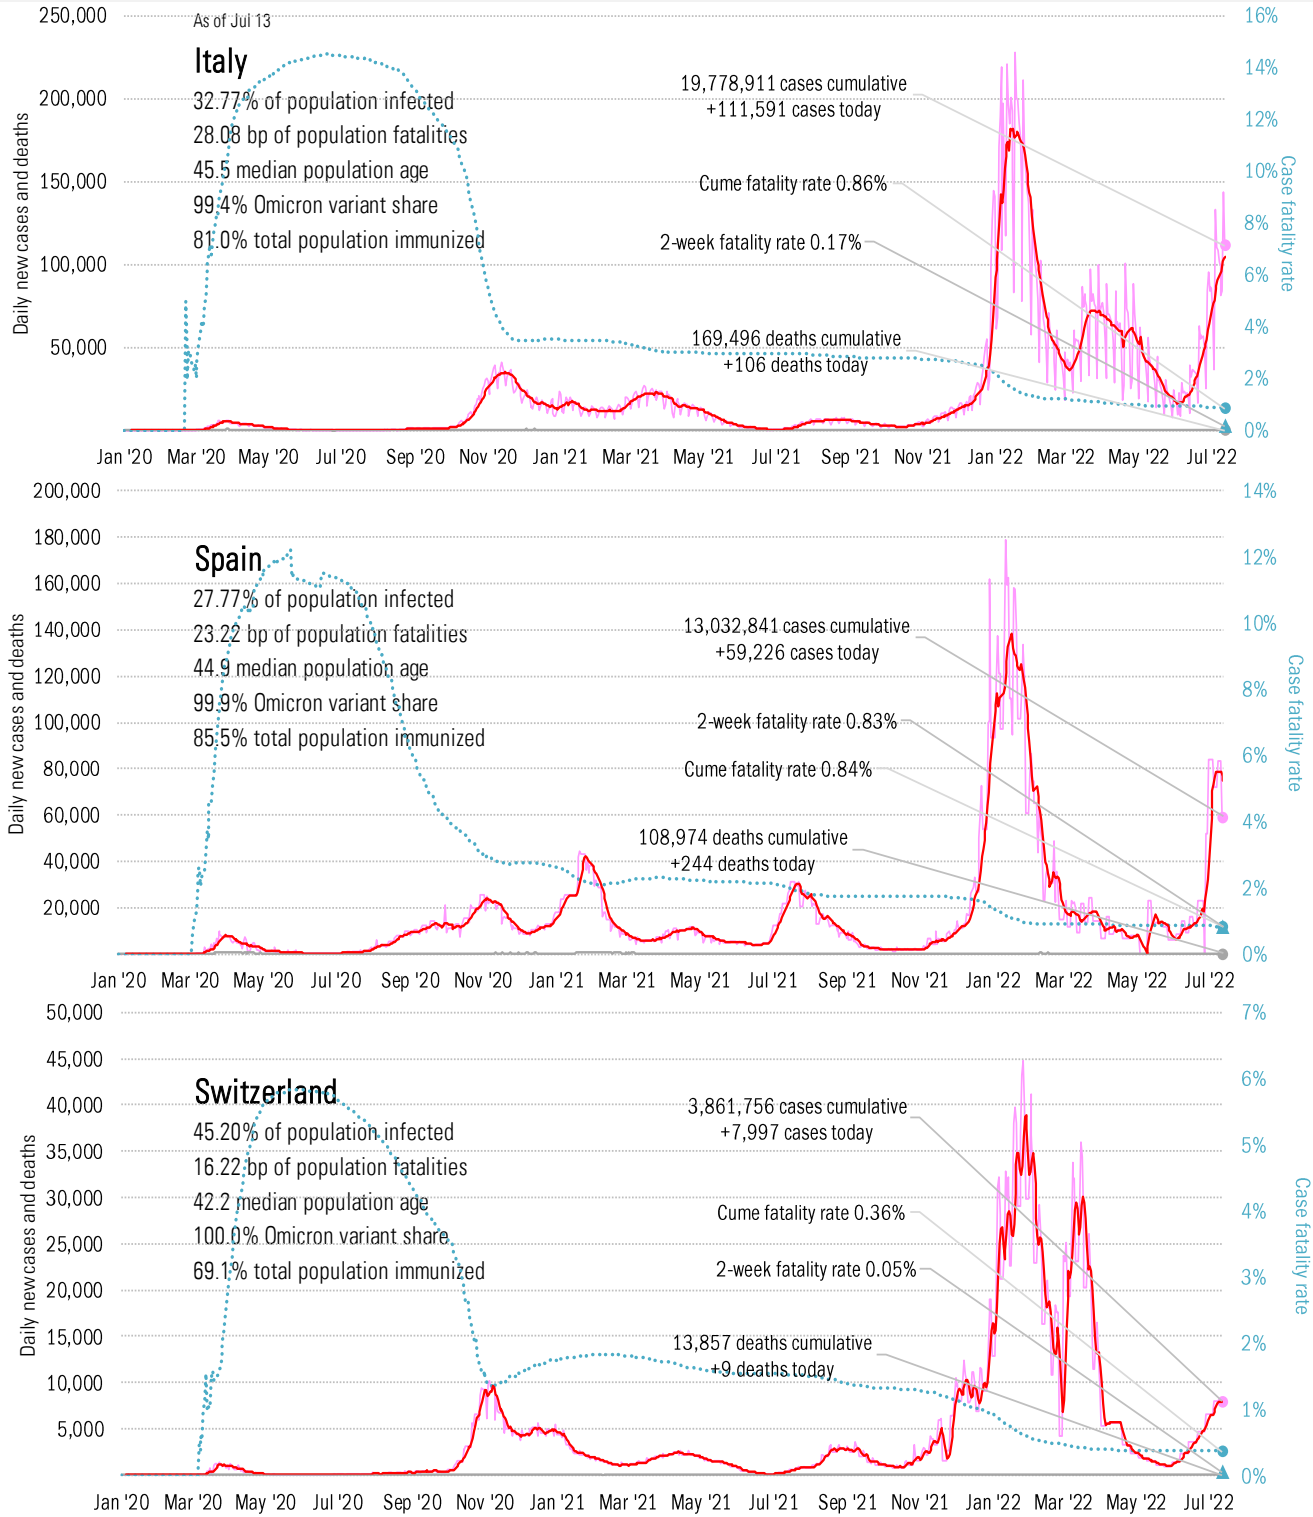 As of Jul 13
Italy
32.77% of population infected
28.08 bp of population fatalities
45.5 median population age
99.4% Omicron variant share
81.0% total population immunized
19,778,911 cases cumulative
+111,591 cases today
Cume fatality rate 0.86%
2-week fatality rate 0.17%
169,496 deaths cumulative
+106 deaths today
Daily new cases and deaths
250,000
200,000
150,000
100,000
50,000
16%
14%
12%
10%
8%
6%
4%
2%
0%
Case fatality rate
Jan '20 Mar '20 May '20 Jul '20 Sep '20 Nov '20 Jan '21 Mar '21 May '21 Jul '21 Sep '21 Nov '21 Jan '22 Mar '22 May '22 Jul '22
Spain
27.77% of population infected
23.22 bp of population fatalities
44.9 median population age
99.9% Omicron variant share
85.5% total population immunized
13,032,841 cases cumulative
+59,226 cases today
2-week fatality rate 0.83%
Cume fatality rate 0.84%
108,974 deaths cumulative
+244 deaths today
Daily new cases and deaths
200,000
180,000
160,000
140,000
120,000
100,000
80,000
60,000
40,000
20,000
14%
12%
10%
8%
6%
4%
2%
0%
Case fatality rate
Jan '20 Mar '20 May '20 Jul '20 Sep '20 Nov '20 Jan '21 Mar '21 May '21 Jul '21 Sep '21 Nov '21 Jan '22 Mar '22 May '22 Jul '22
Switzerland
45.20% of population infected
16.22 bp of population fatalities
42.2 median population age
100.0% Omicron variant share
69.1% total population immunized
3,861,756 cases cumulative
+7,997 cases today
Cume fatality rate 0.36%
2-week fatality rate 0.05%
13,857 deaths cumulative
+9 deaths today
Daily new cases and deaths
50,000
45,000
40,000
35,000
30,000
25,000
20,000
15,000
10,000
5,000
7%
6%
5%
4%
3%
2%
1%
0%
Case fatality rate
Jan '20 Mar '20 May '20 Jul '20 Sep '20 Nov '20 Jan '21 Mar '21 May '21 Jul '21 Sep '21 Nov '21 Jan '22 Mar '22 May '22 Jul '22